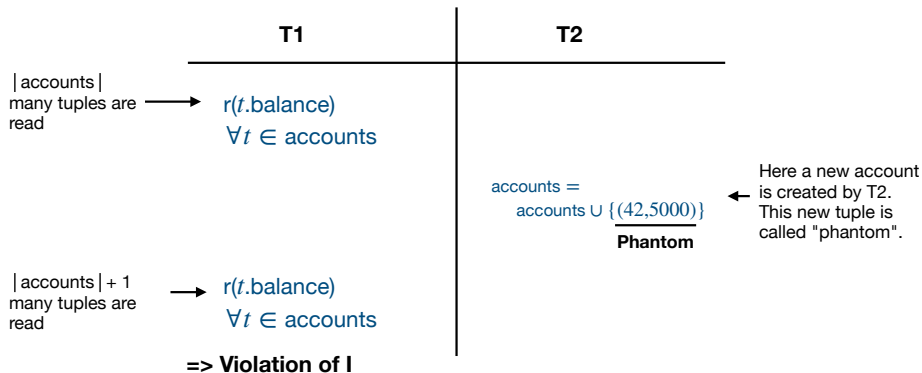 T1
T2
|accounts|
many tuples are
read
r(t.balance)
∀t ∈ accounts
accounts =
accounts ∪ {(42,5000)}
Phantom
Here a new account
is created by T2.
This new tuple is
called "phantom".
|accounts| + 1
many tuples are
read
r(t.balance)
∀t ∈ accounts
=> Violation of I